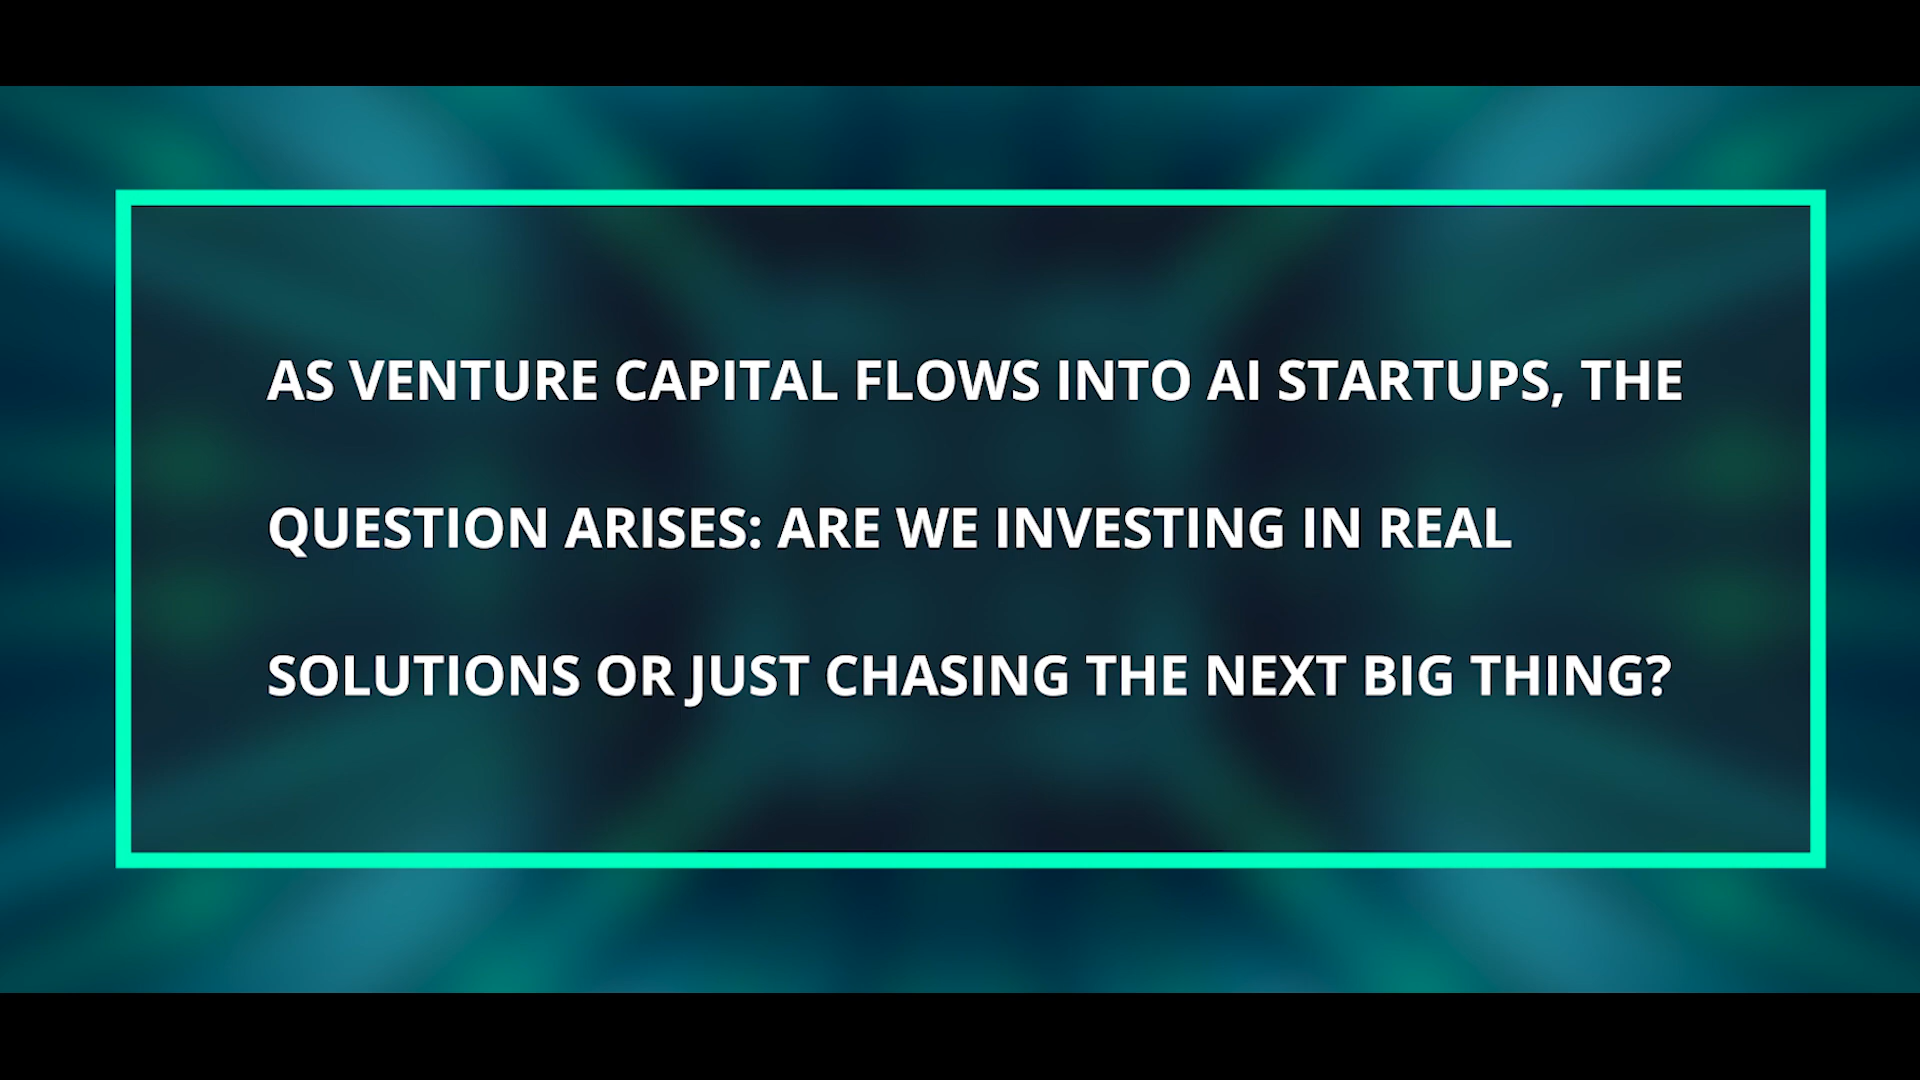 AS VENTURE CAPITAL FLOWS INTO AI STARTUPS, THE
QUESTION ARISES: ARE WE INVESTING IN REAL
SOLUTIONS OR JUST CHASING THE NEXT BIG THING?